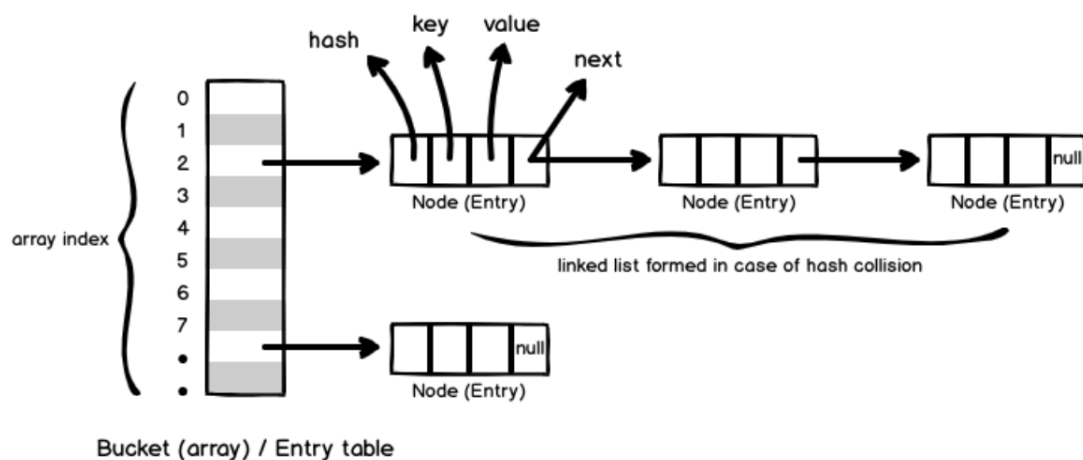 hash
key
value
next
0
1
2
3
4
5
6
7
array index
null
Node (Entry)
Node (Entry)
Node (Entry)
linked list formed in case of hash collision
null
Node (Entry)
Bucket (array) / Entry table